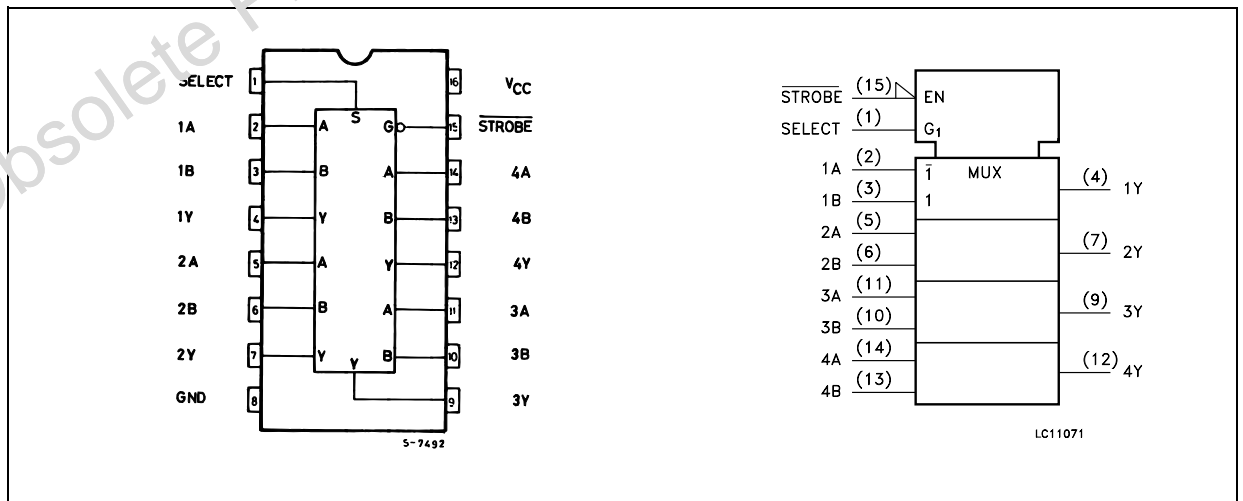 Obsolete
SELECT 1 16 VCC
1A 2 A S G 15 STROBE
1B 3 B A 14 4A
1Y 4 Y B 13 4B
2A 5 A Y 12 4Y
2B 6 B A 11 3A
2Y 7 Y Y B 10 3B
GND 8 9 3Y
S-7492
STROBE (15) EN
SELECT (1) G1
1A (2) 1 MUX (4) 1Y
1B (3) 1
2A (5) (7) 2Y
2B (6)
3A (11) (9) 3Y
3B (10)
4A (14) (12) 4Y
4B (13)
LC11071